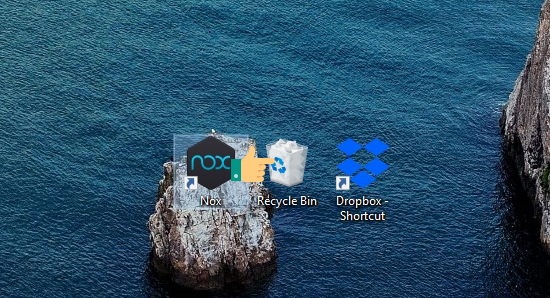 nox
Nox
Recycle Bin
Dropbox -
Shortcut